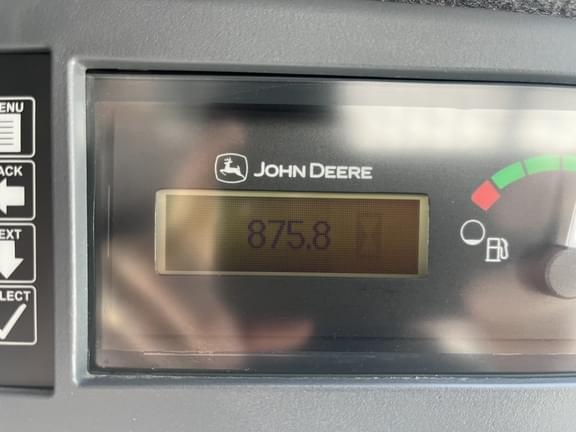 ENU
ACK
EXT
LECT
JOHN DEERE
875.8